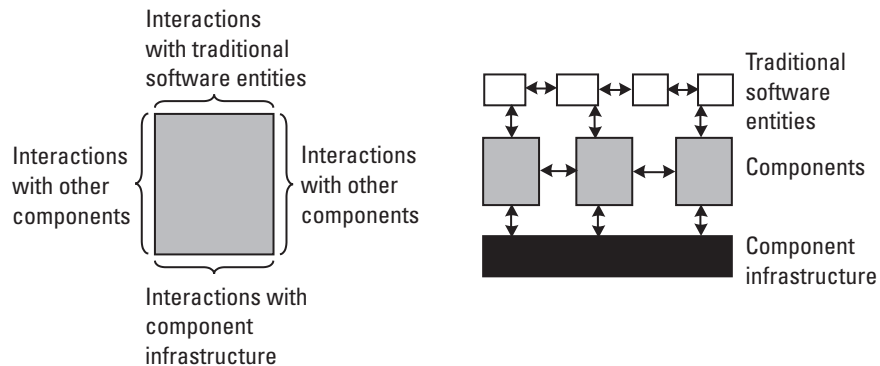 Interactions
with traditional
software entities
Interactions
with other
components
Interactions
with other
components
Interactions with
component
infrastructure
Traditional
software
entities
Components
Component
infrastructure